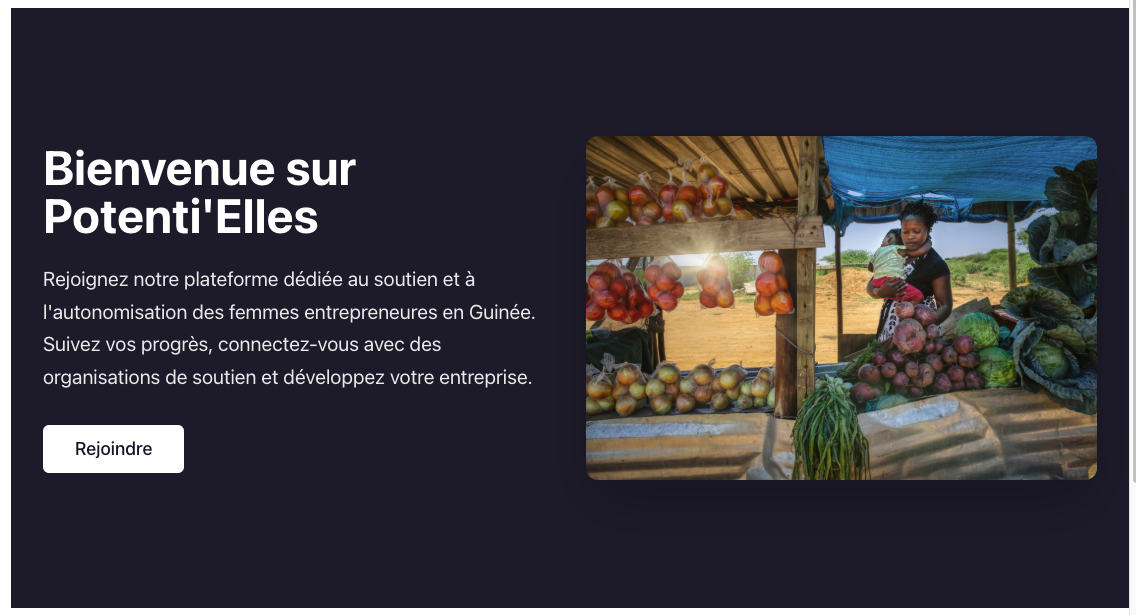 Bienvenue sur
Potenti'Elles
Rejoignez notre plateforme dédiée au soutien et à
l'autonomisation des femmes entrepreneures en Guinée.
Suivez vos progrès, connectez-vous avec des
organisations de soutien et développez votre entreprise.
Rejoindre